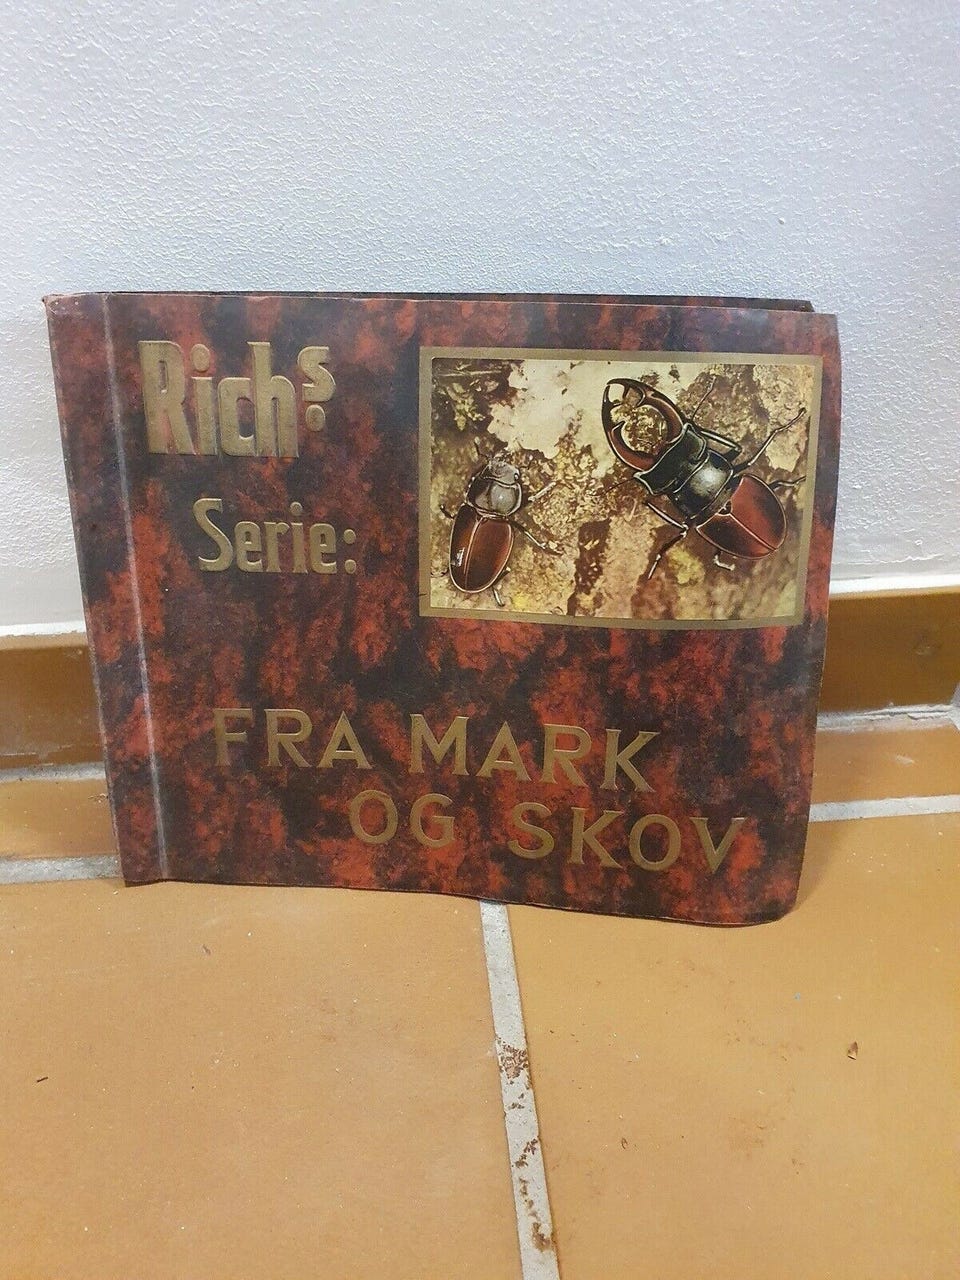 Richs
Serie:
FRA MARK
OG SKOV